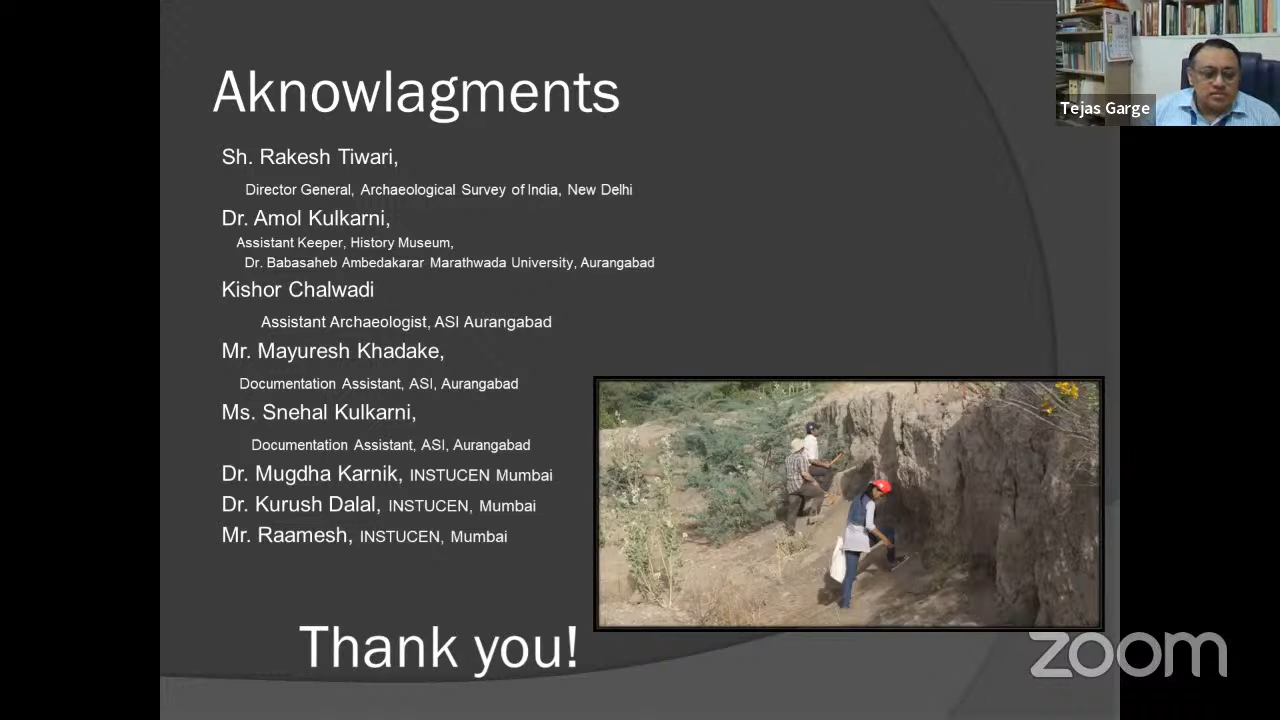 Aknowlagments
Tejas Garge
Sh. Rakesh Tiwari,
Director General, Archaeological Survey of India, New Delhi
Dr. Amol Kulkarni,
Assistant Keeper, History Museum,
Dr. Babasaheb Ambedakarar Marathwada University, Aurangabad
Kishor Chalwadi
Assistant Archaeologist, ASI Aurangabad
Mr. Mayuresh Khadake,
Documentation Assistant, ASI, Aurangabad
Ms. Snehal Kulkarni,
Documentation Assistant, ASI, Aurangabad
Dr. Mugdha Karnik, INSTUCEN Mumbai
Dr. Kurush Dalal, INSTUCEN, Mumbai
Mr. Raamesh, INSTUCEN, Mumbai
Thank you!
zoom